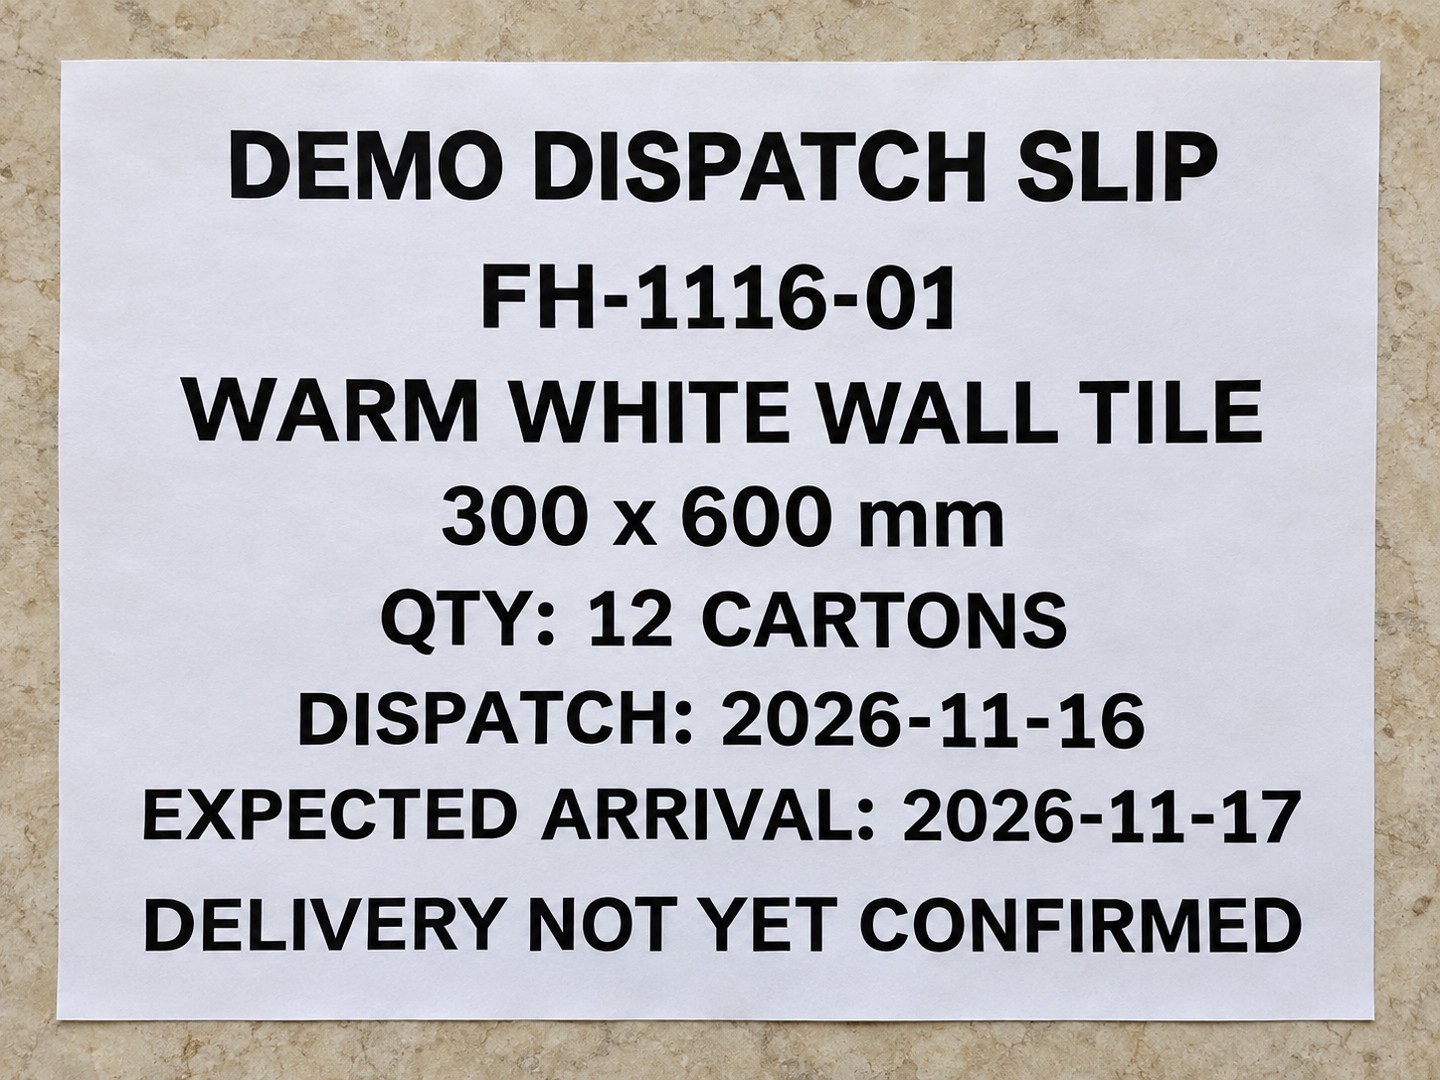 DEMO DISPATCH SLIP
FH-1116-01
WARM WHITE WALL TILE
300 x 600 mm
QTY: 12 CARTONS
DISPATCH: 2026-11-16
EXPECTED ARRIVAL: 2026-11-17
DELIVERY NOT YET CONFIRMED